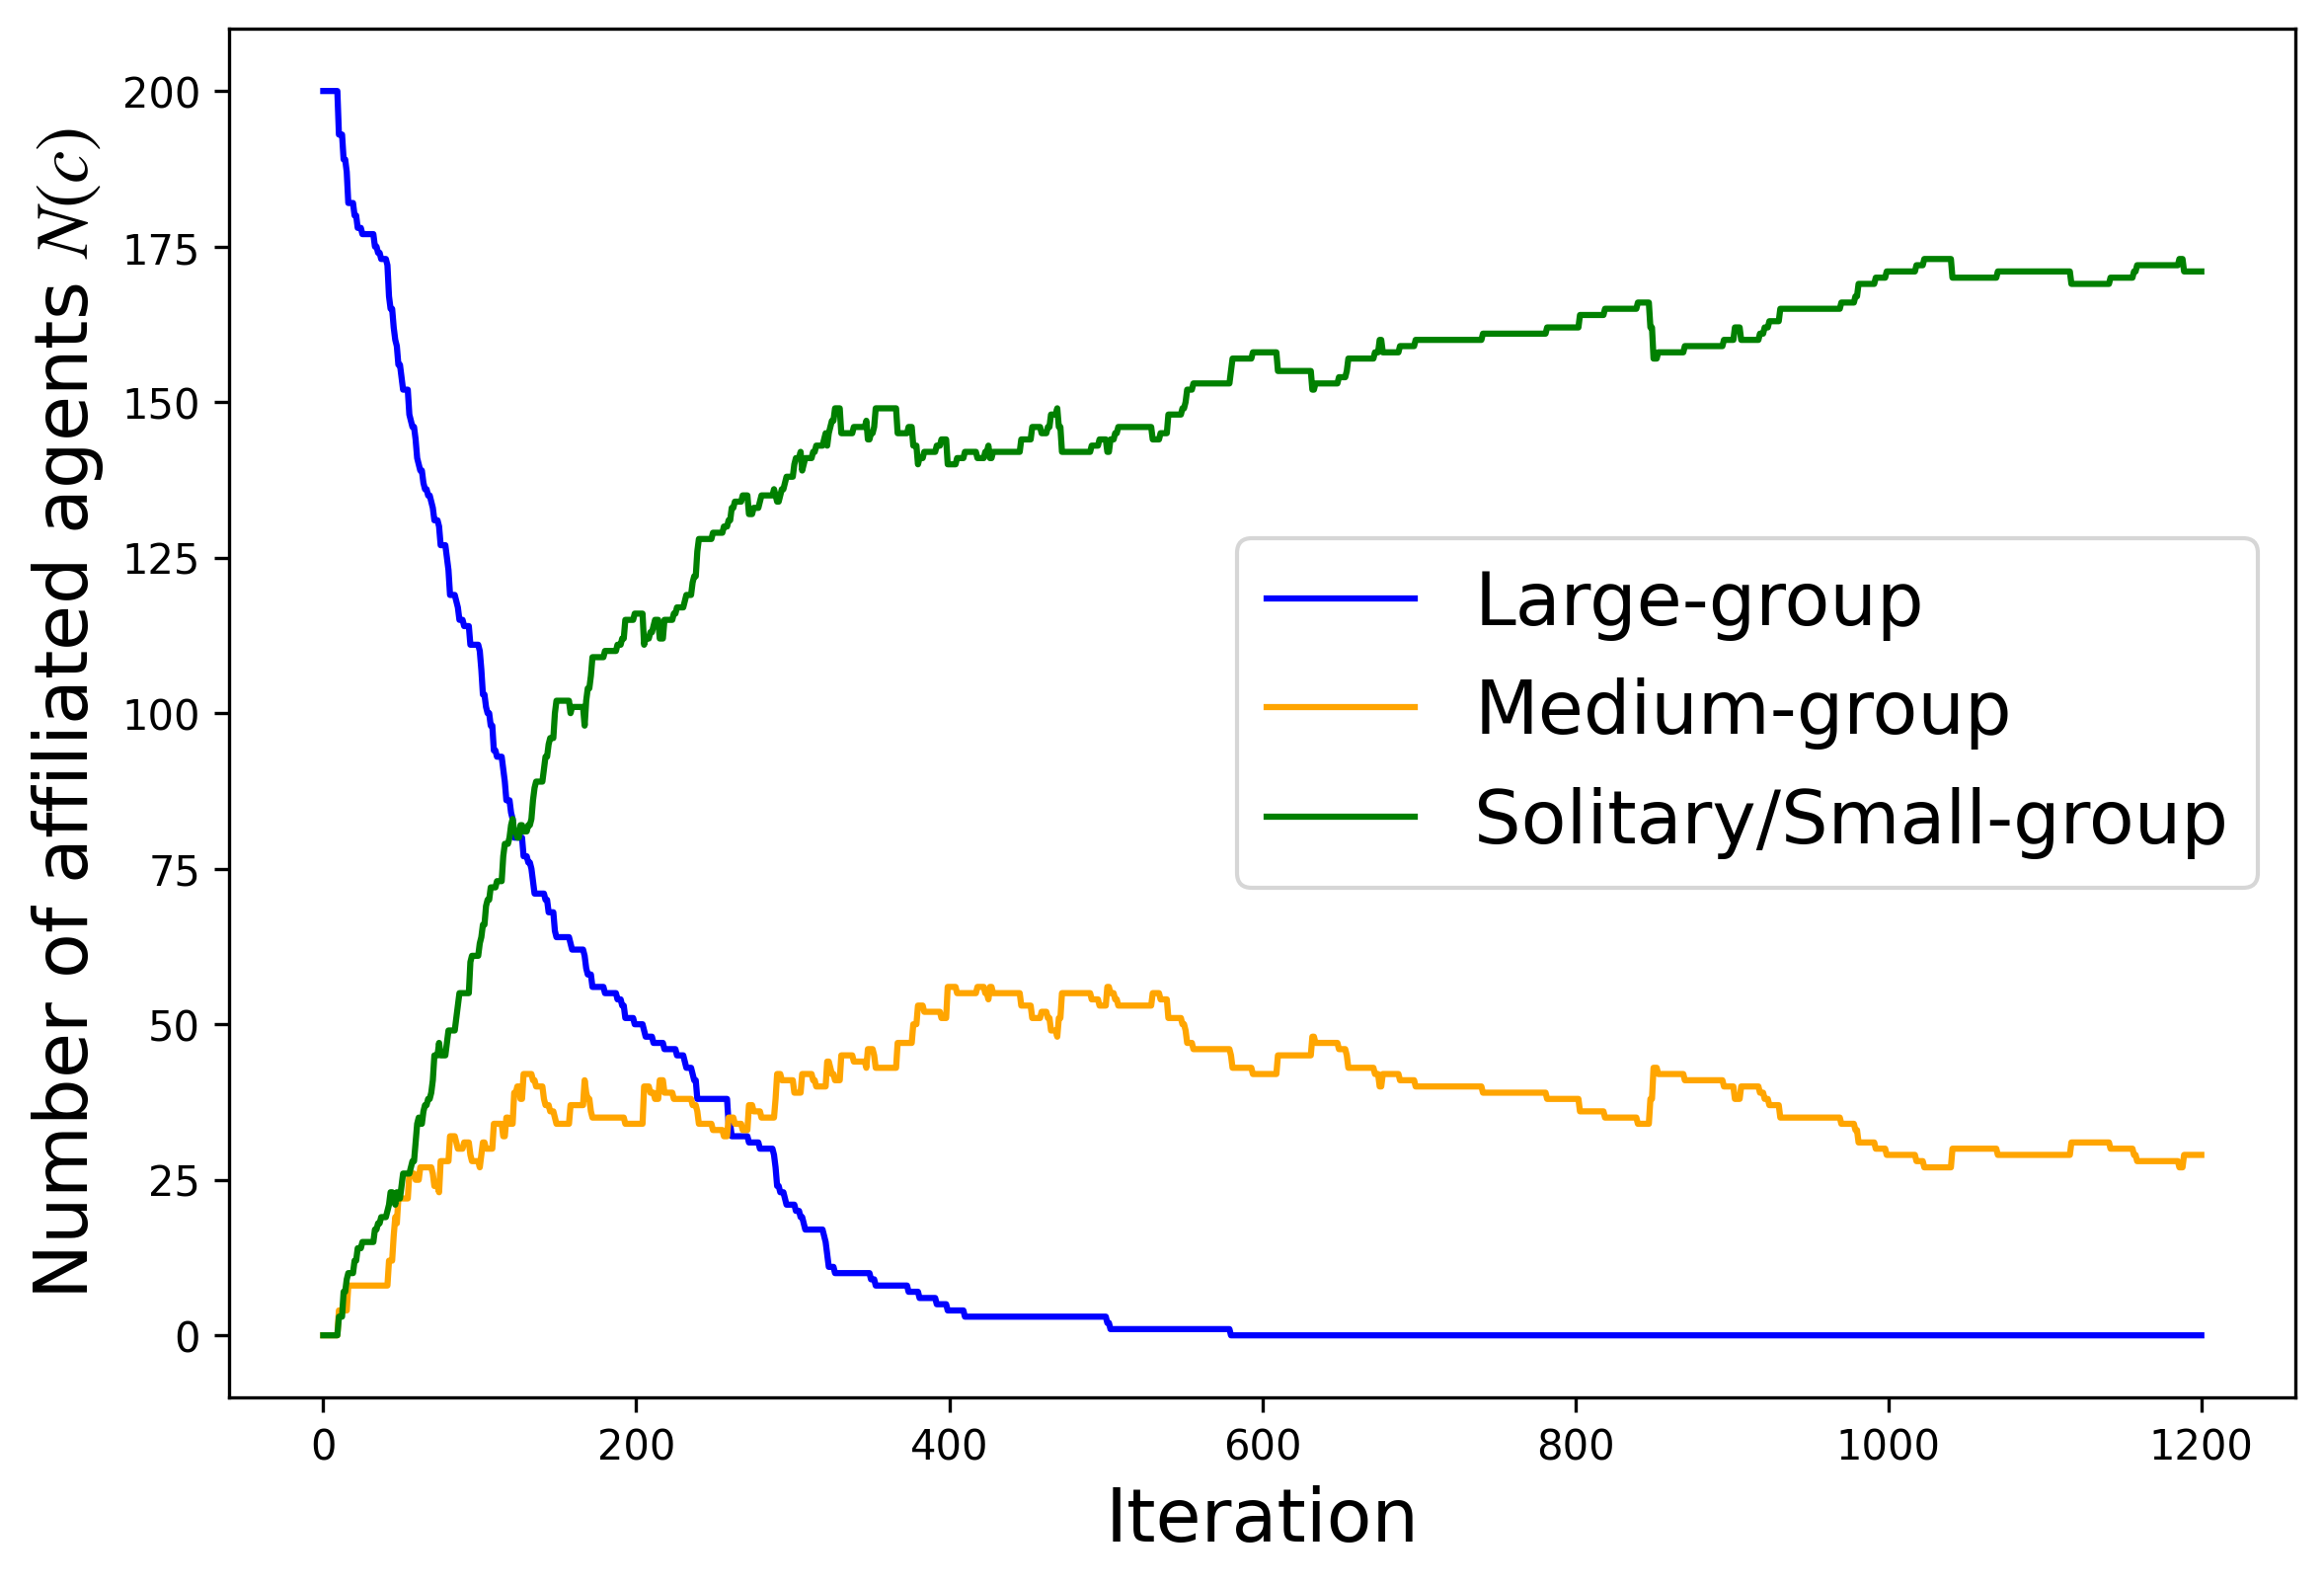 Number of affiliated agents N(c)
200
175
150
125
100
75
50
25
0
Large-group
Medium-group
Solitary/Small-group
0 200 400 600 800 1000 1200
Iteration